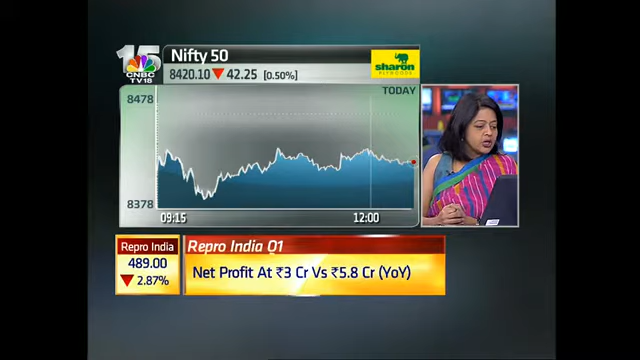 15
CNBC
TV18
Nifty 50
8420.10 ▼ 42.25 [0.50%]
sharon
PLYWOODS
TODAY
8478
8378
09:15
12:00
Repro India
489.00
▼ 2.87%
Repro India Q1
Net Profit At ₹3 Cr Vs ₹5.8 Cr (YoY)